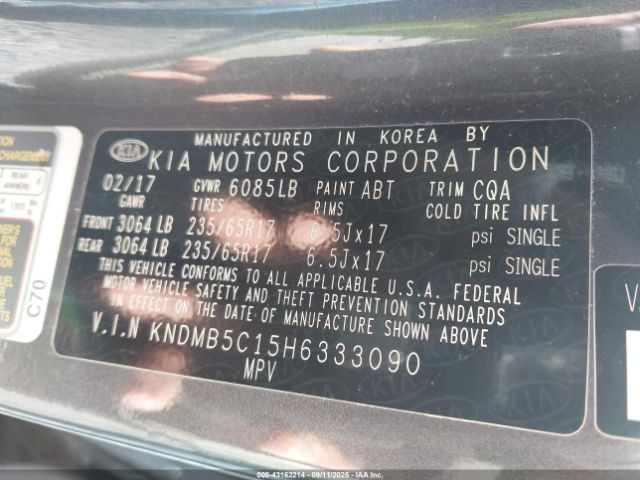 MANUFACTURED IN KOREA BY
KIA KIA MOTORS CORPORATION
02/17 GVWR 6085LB PAINT ABT TRIM CQA
GAWR TIRES RIMS COLD TIRE INFL
FRONT 3064 LB 235/65R17 6.5Jx17 psi SINGLE
REAR 3064 LB 235/65R17 6.5Jx17 psi SINGLE
THIS VEHICLE CONFORMS TO ALL APPLICABLE U.S.A. FEDERAL
MOTOR VEHICLE SAFETY AND THEFT PREVENTION STANDARDS
IN EFFECT ON THE DATE OF MANUFACTURE SHOWN ABOVE
V.I.N KNDMB5C15H6333090
MPV
C70
000-43162214 - 09/11/2025 - IAAI.COM